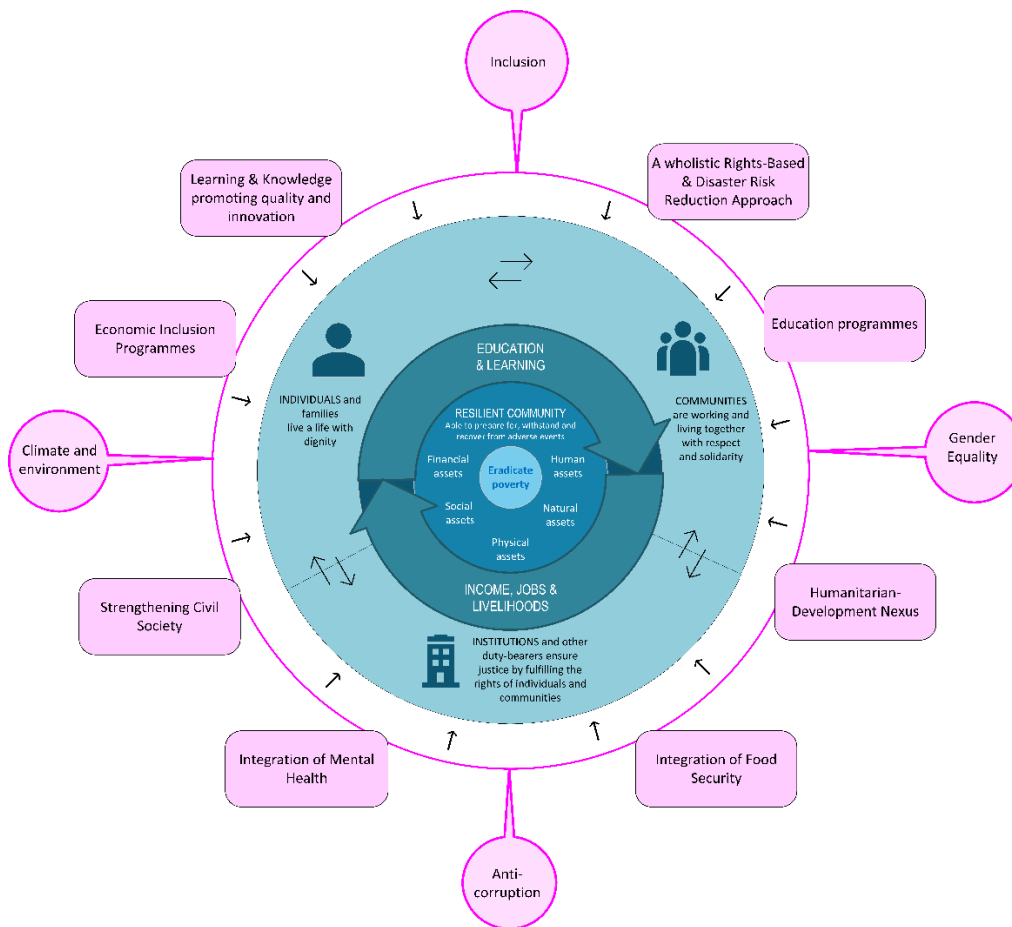 Inclusion
Learning & Knowledge
promoting quality and
innovation
A wholistic Rights-Based
& Disaster Risk
Reduction Approach
Economic Inclusion
Programmes
Education programmes
EDUCATION
& LEARNING
INDIVIDUALS and
families
live a life with
dignity
COMMUNITIES
are working and
living together
with respect
and solidarity
RESILIENT COMMUNITY
Able to prepare for, withstand and
recover from adverse events
Financial
assets
Human
assets
Eradicate
poverty
Social
assets
Natural
assets
Physical
assets
Climate and
environment
Gender
Equality
INCOME, JOBS &
LIVELIHOODS
Strengthening Civil
Society
Humanitarian-
Development Nexus
INSTITUTIONS and other
duty-bearers ensure
justice by fulfilling the
rights of individuals and
communities
Integration of Mental
Health
Integration of Food
Security
Anti-
corruption